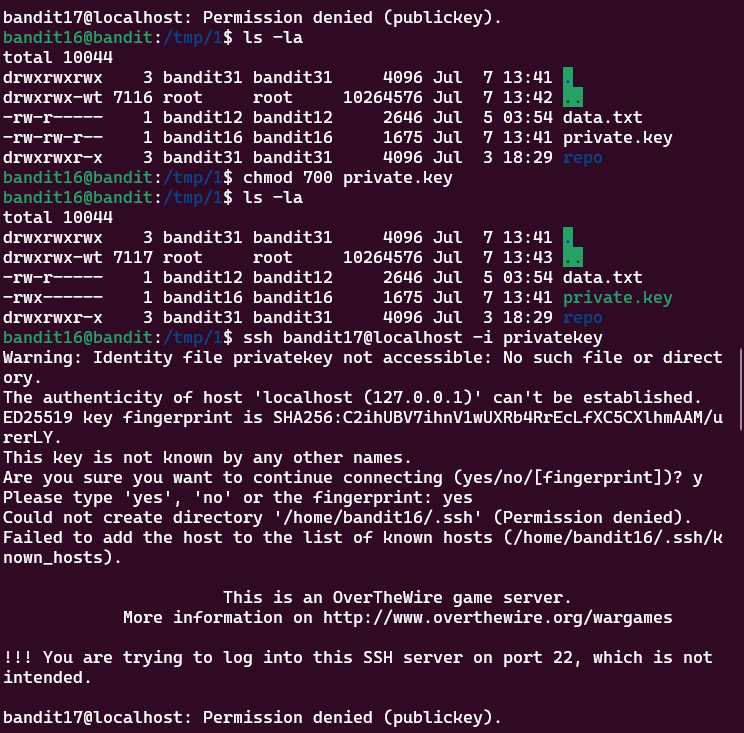 bandit17@localhost: Permission denied (publickey).
bandit16@bandit:/tmp/1$ ls -la
total 10044
drwxrwxrwx    3 bandit31 bandit31     4096 Jul  7 13:41 .
drwxrwx-wt 7116 root     root     10264576 Jul  7 13:42 ..
-rw-r-----    1 bandit12 bandit12     2646 Jul  5 03:54 data.txt
-rw-rw-r--    1 bandit16 bandit16     1675 Jul  7 13:41 private.key
drwxrwxr-x    3 bandit31 bandit31     4096 Jul  3 18:29 repo
bandit16@bandit:/tmp/1$ chmod 700 private.key
bandit16@bandit:/tmp/1$ ls -la
total 10044
drwxrwxrwx    3 bandit31 bandit31     4096 Jul  7 13:41 .
drwxrwx-wt 7117 root     root     10264576 Jul  7 13:43 ..
-rw-r-----    1 bandit12 bandit12     2646 Jul  5 03:54 data.txt
-rwx------    1 bandit16 bandit16     1675 Jul  7 13:41 private.key
drwxrwxr-x    3 bandit31 bandit31     4096 Jul  3 18:29 repo
bandit16@bandit:/tmp/1$ ssh bandit17@localhost -i privatekey
Warning: Identity file privatekey not accessible: No such file or direct
ory.
The authenticity of host 'localhost (127.0.0.1)' can't be established.
ED25519 key fingerprint is SHA256:C2ihUBV7ihnV1wUXRb4RrEcLfXC5CXlhmAAM/u
rerLY.
This key is not known by any other names.
Are you sure you want to continue connecting (yes/no/[fingerprint])? y
Please type 'yes', 'no' or the fingerprint: yes
Could not create directory '/home/bandit16/.ssh' (Permission denied).
Failed to add the host to the list of known hosts (/home/bandit16/.ssh/k
nown_hosts).
This is an OverTheWire game server.
More information on http://www.overthewire.org/wargames
!!! You are trying to log into this SSH server on port 22, which is not
intended.
bandit17@localhost: Permission denied (publickey).